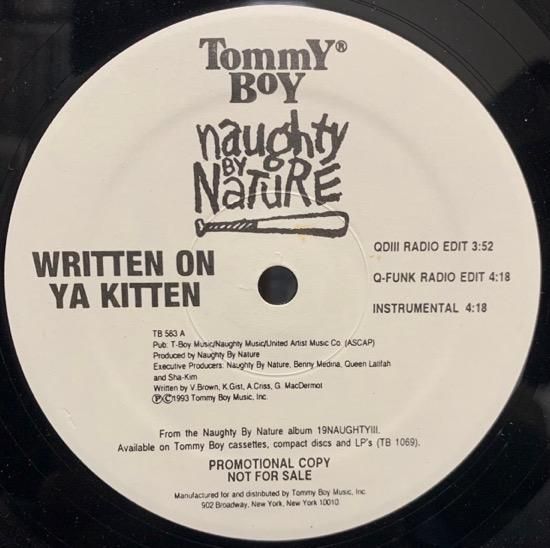 Tommy®
Boy
naughty
BY
NATURE
WRITTEN ON
YA KITTEN
QDIII RADIO EDIT 3:52
Q-FUNK RADIO EDIT 4:18
INSTRUMENTAL 4:18
TB 563 A
Pub: T-Boy Music/Naughty Music/United Artist Music Co. (ASCAP)
Produced by Naughty By Nature
Executive Producers: Naughty By Nature, Benny Medina, Queen Latifah
and Sha-Kim
Written by V.Brown, K.Gist, A.Criss, G. MacDermot
℗©1993 Tommy Boy Music, Inc.
From the Naughty By Nature album 19NAUGHTYIII.
Available on Tommy Boy cassettes, compact discs and LP's (TB 1069).
PROMOTIONAL COPY
NOT FOR SALE
Manufactured for and distributed by Tommy Boy Music, Inc.
902 Broadway, New York, New York 10010.